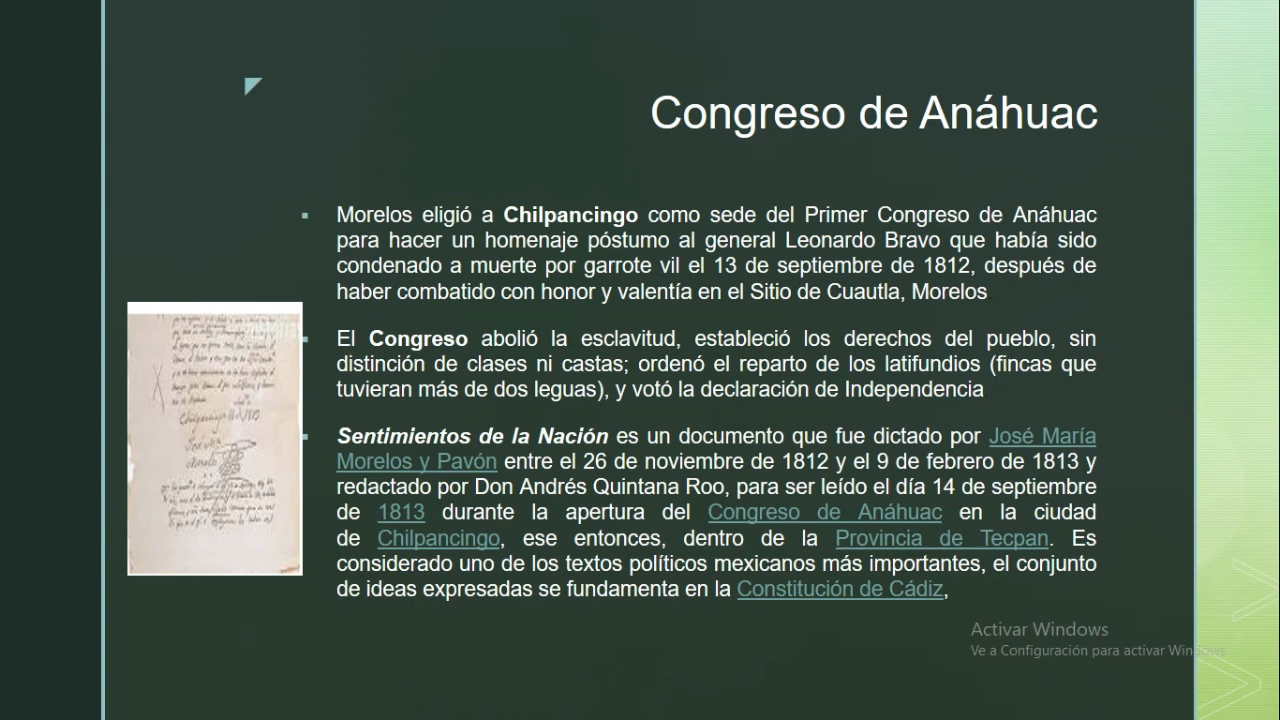 Congreso de Anáhuac
Morelos eligió a Chilpancingo como sede del Primer Congreso de Anáhuac
para hacer un homenaje póstumo al general Leonardo Bravo que había sido
condenado a muerte por garrote vil el 13 de septiembre de 1812, después de
haber combatido con honor y valentía en el Sitio de Cuautla, Morelos
El Congreso abolió la esclavitud, estableció los derechos del pueblo, sin
distinción de clases ni castas; ordenó el reparto de los latifundios (fincas que
tuvieran más de dos leguas), y votó la declaración de Independencia
Sentimientos de la Nación es un documento que fue dictado por José María
Morelos y Pavón entre el 26 de noviembre de 1812 y el 9 de febrero de 1813 y
redactado por Don Andrés Quintana Roo, para ser leído el día 14 de septiembre
de 1813 durante la apertura del Congreso de Anáhuac en la ciudad
de Chilpancingo, ese entonces, dentro de la Provincia de Tecpan. Es
considerado uno de los textos políticos mexicanos más importantes, el conjunto
de ideas expresadas se fundamenta en la Constitución de Cádiz,
Activar Windows
Ve a Configuración para activar Windows.